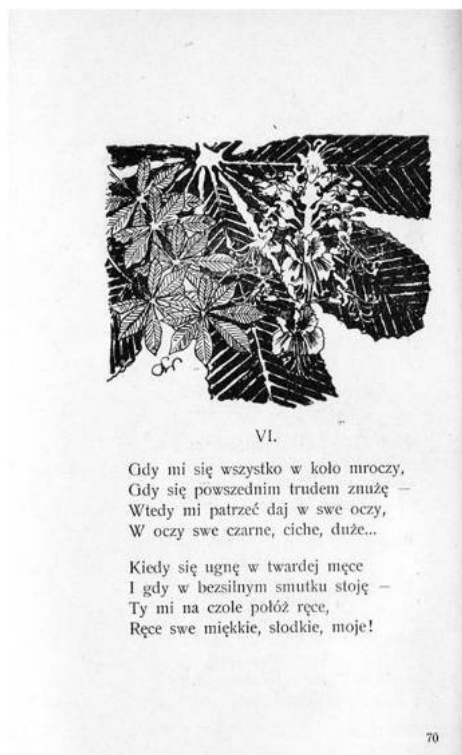 VI.
Gdy mi się wszystko w koło mroczy,
Gdy się powszednim trudem znużę —
Wtedy mi patrzeć daj w swe oczy,
W oczy swe czarne, ciche, duże...
Kiedy się ugnę w twardej męce
I gdy w bezsilnym smutku stoję —
Ty mi na czole połóż ręce,
Ręce swe miękkie, słodkie, moje!
70